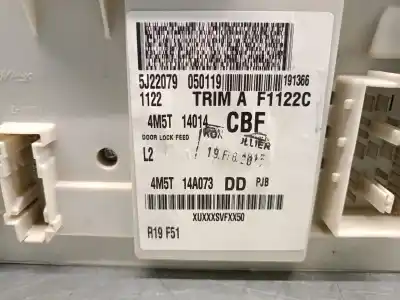 5J22079 050119 191366
1122 TRIM A F1122C
4M5T 14014 CBF
DOOR LOCK FEED
L2
4M5T 14A073 DD PJB
XUXXXSVFXX50
R19 F51